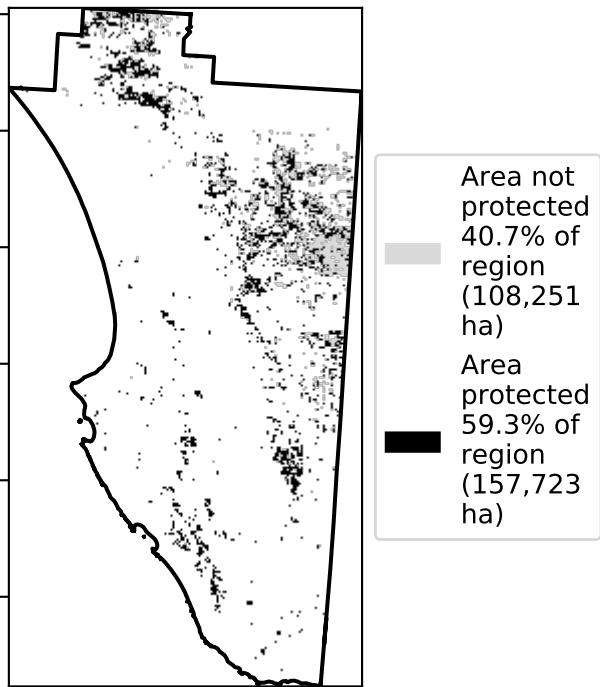 Area not
protected
40.7% of
region
(108,251
ha)
Area
protected
59.3% of
region
(157,723
ha)